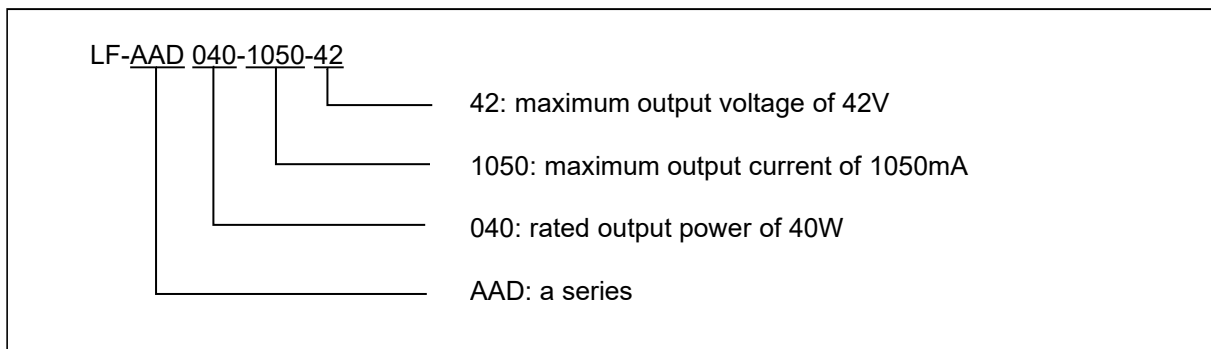 LF-AAD 040-1050-42
42: maximum output voltage of 42V
1050: maximum output current of 1050mA
040: rated output power of 40W
AAD: a series